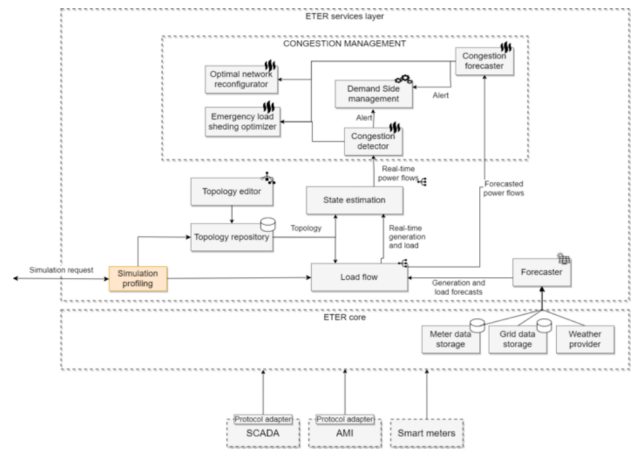 ETER services layer
CONGESTION MANAGEMENT
Congestion
forecaster
Optimal network
reconfigurator
Demand Side
management
Alert
Emergency load
sheding optimizer
Alert
Congestion
detector
Real-time
power flows
Topology editor
State estimation
Forecasted
power flows
Topology repository
Topology
Real-time
generation
and load
Simulation request
Simulation
profiling
Load flow
Generation and
load forecasts
Forecaster
ETER core
Meter data
storage
Grid data
storage
Weather
provider
Protocol adapter
SCADA
Protocol adapter
AMI
Smart meters